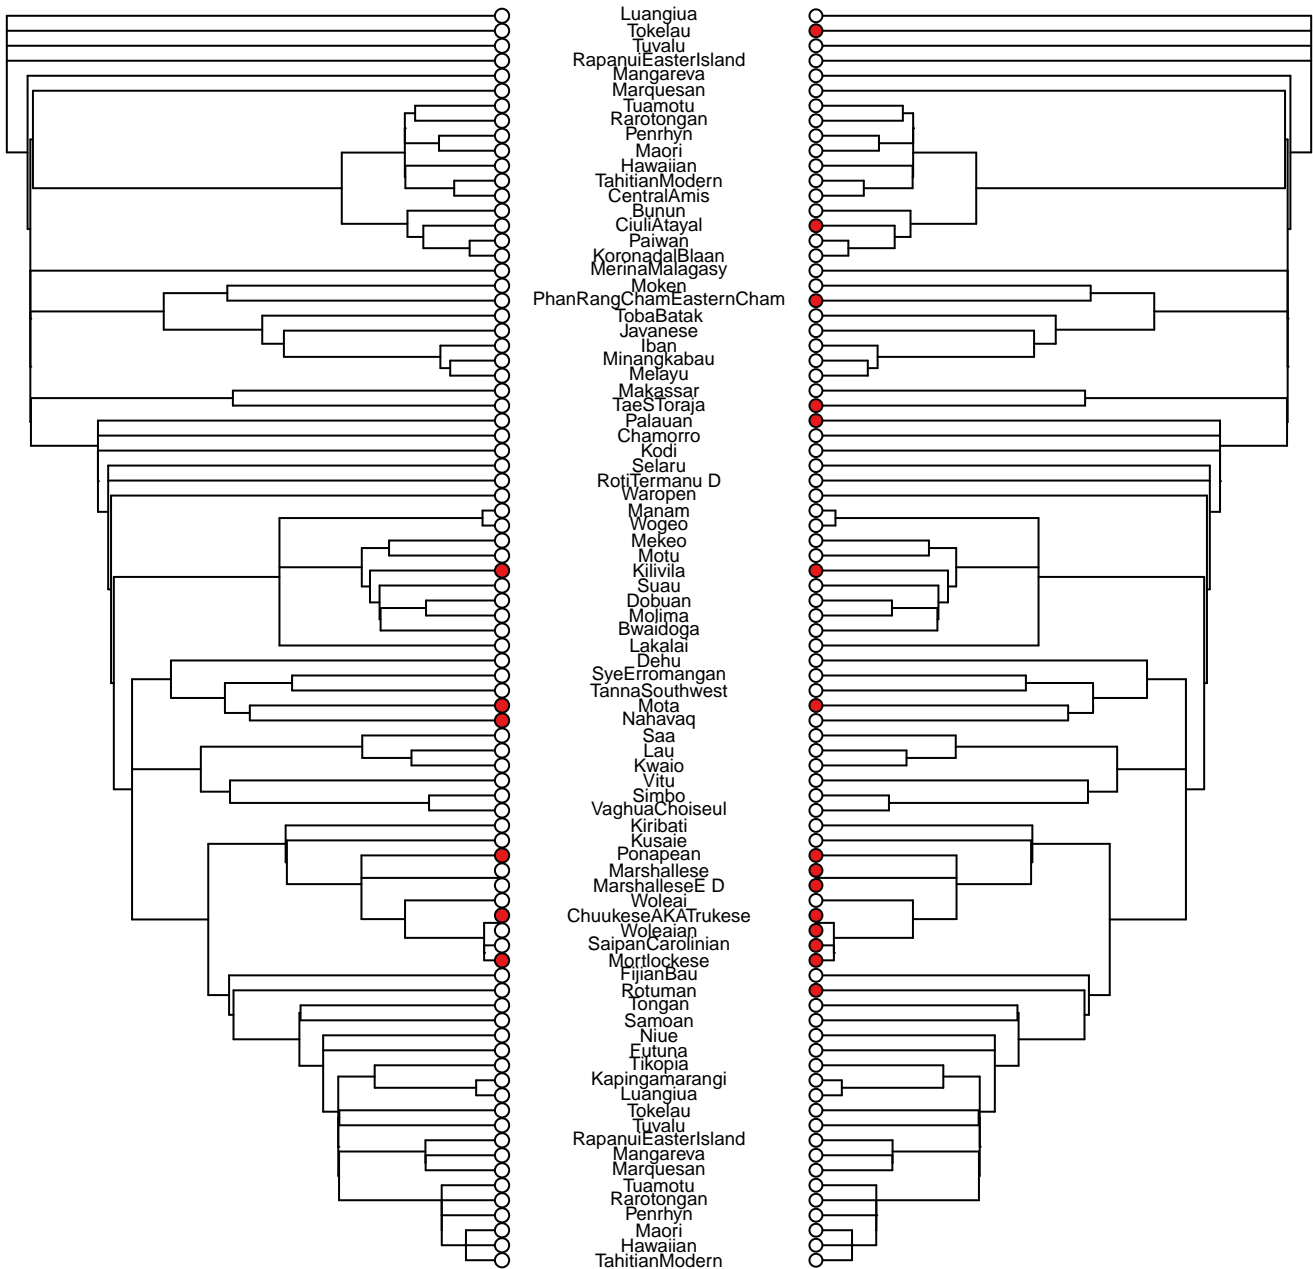 Luangiua
Tokelau
Tuvalu
RapanuiEasterIsland
Mangareva
Marquesan
Tuamotu
Rarotongan
Penrhyn
Maori
Hawaiian
TahitianModern
CentralAmis
Bunun
CiuliAtayal
Paiwan
KoronadalBlaan
MerinaMalagasy
Moken
PhanRangChamEasternCham
TobaBatak
Javanese
Iban
Minangkabau
Melayu
Makassar
TaeSToraja
Palauan
Chamorro
Kodi
Selaru
RotiTermanu D
Waropen
Manam
Wogeo
Mekeo
Motu
Kilivila
Suau
Dobuan
Molima
Bwaidoga
Lakalai
Dehu
SyeErromangan
TannaSouthwest
Mota
Nahavaq
Saa
Lau
Kwaio
Vitu
Simbo
VaghuaChoiseul
Kiribati
Kusaie
Ponapean
Marshallese
MarshalleseE D
Woleai
ChuukeseAKATrukese
Woleaian
SaipanCarolinian
Mortlockese
FijianBau
Rotuman
Tongan
Samoan
Niue
Futuna
Tikopia
Kapingamarangi
Luangiua
Tokelau
Tuvalu
RapanuiEasterIsland
Mangareva
Marquesan
Tuamotu
Rarotongan
Penrhyn
Maori
Hawaiian
TahitianModern